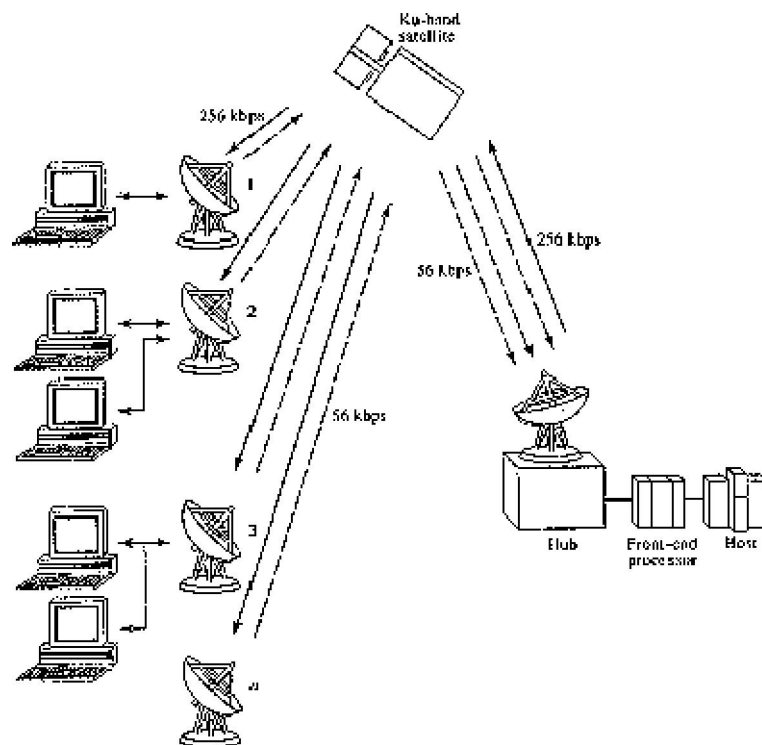 Ku-band
satellite
256 kbps
1
2
3
n
56 kbps
56 kbps
256 kbps
Hub
Front-end
processor
Host